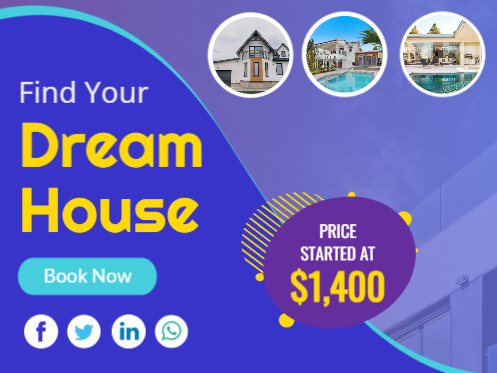 Find Your
Dream
House
Book Now
PRICE
STARTED AT
$1,400